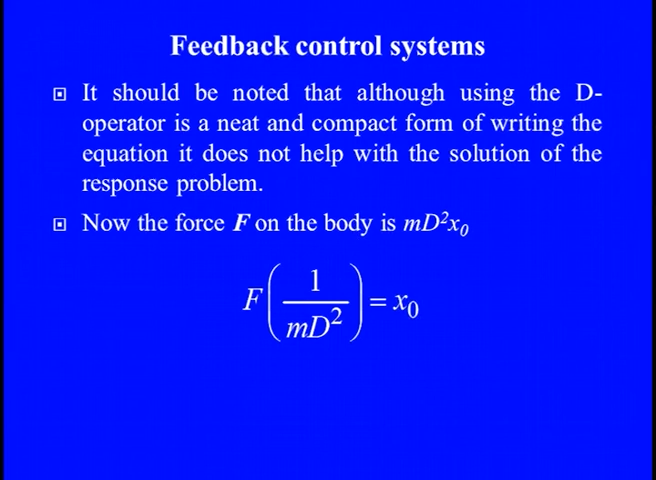 Feedback control systems
It should be noted that although using the D-
operator is a neat and compact form of writing the
equation it does not help with the solution of the
response problem.
Now the force F on the body is mD²x₀
F(1/mD²) = x₀